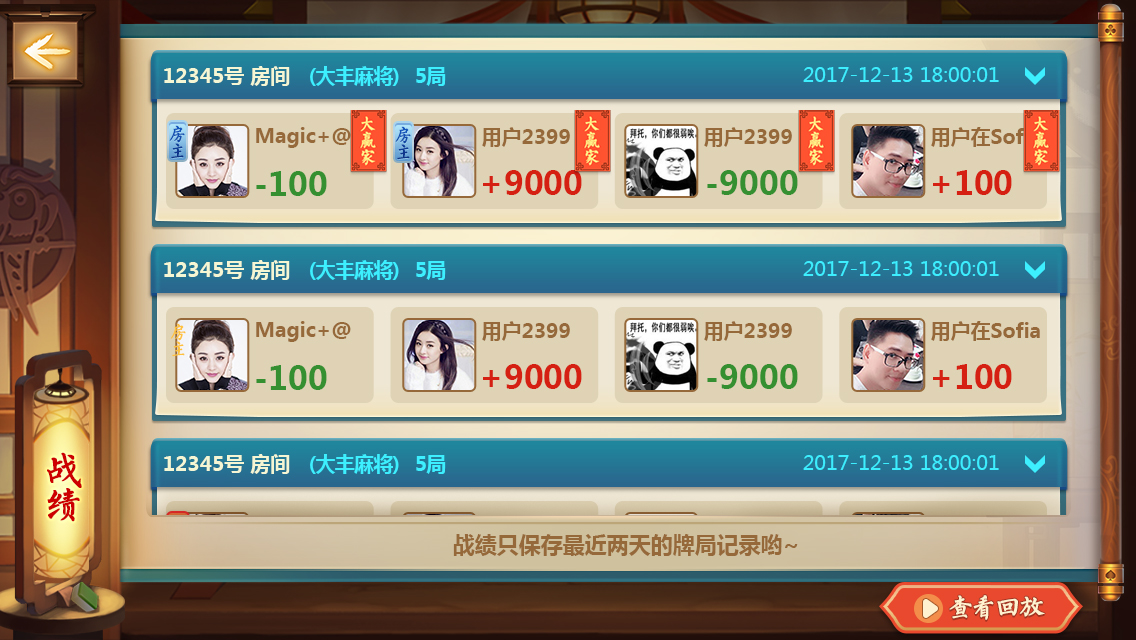 12345号 房间 (大丰麻将) 5局 2017-12-13 18:00:01
房主 Magic+@ 大赢家 房主 用户2399 大赢家 拜托，你们都很弱唉 用户2399 大赢家 用户在Sof 大赢家
-100 +9000 -9000 +100
12345号 房间 (大丰麻将) 5局 2017-12-13 18:00:01
房主 Magic+@ 用户2399 拜托，你们都很弱唉 用户2399 用户在Sofia
-100 +9000 -9000 +100
12345号 房间 (大丰麻将) 5局 2017-12-13 18:00:01
战绩
战绩只保存最近两天的牌局记录哟~
查看回放